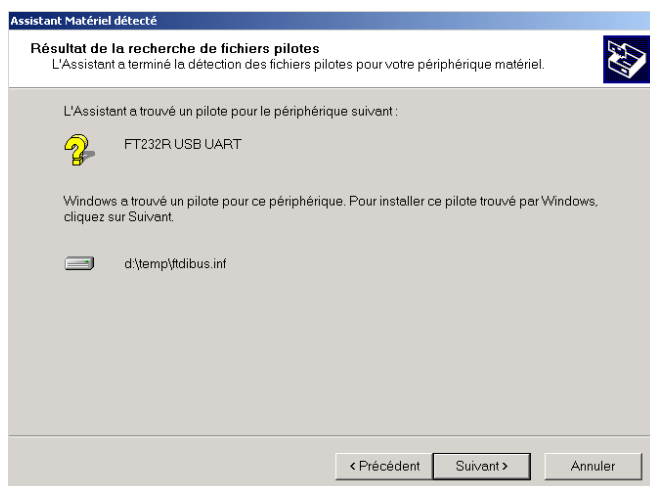 Assistant Matériel détecté
Résultat de la recherche de fichiers pilotes
L'Assistant a terminé la détection des fichiers pilotes pour votre périphérique matériel.
L'Assistant a trouvé un pilote pour le périphérique suivant :
FT232R USB UART
Windows a trouvé un pilote pour ce périphérique. Pour installer ce pilote trouvé par Windows,
cliquez sur Suivant.
d:\temp\ftdibus.inf
< Précédent
Suivant >
Annuler